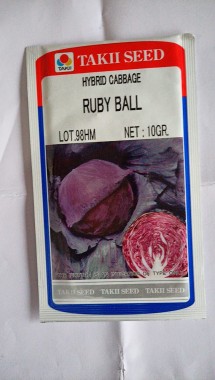 TAKII
TAKII SEED
HYBRID CABBAGE
RUBY BALL
LOT.98HM NET : 10GR.
TAKII SEED TAKII SEED TAKII SEED